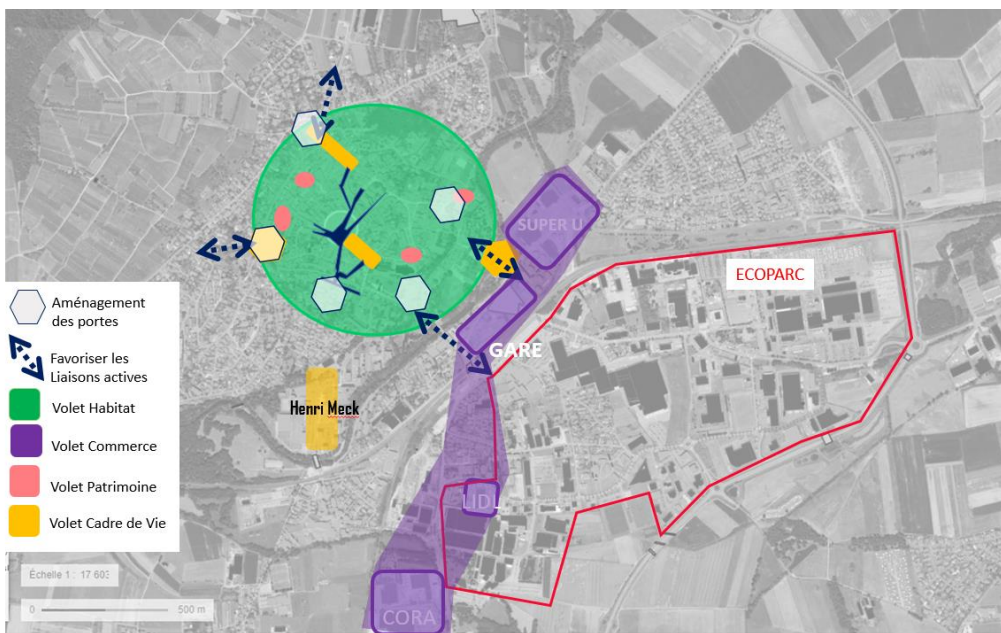 SUPER U
ECOPARC
GARE
Henri Meck
LIDL
CORA
Aménagement
des portes
Favoriser les
Liaisons actives
Volet Habitat
Volet Commerce
Volet Patrimoine
Volet Cadre de Vie
Échelle 1 : 17 603
0 500 m